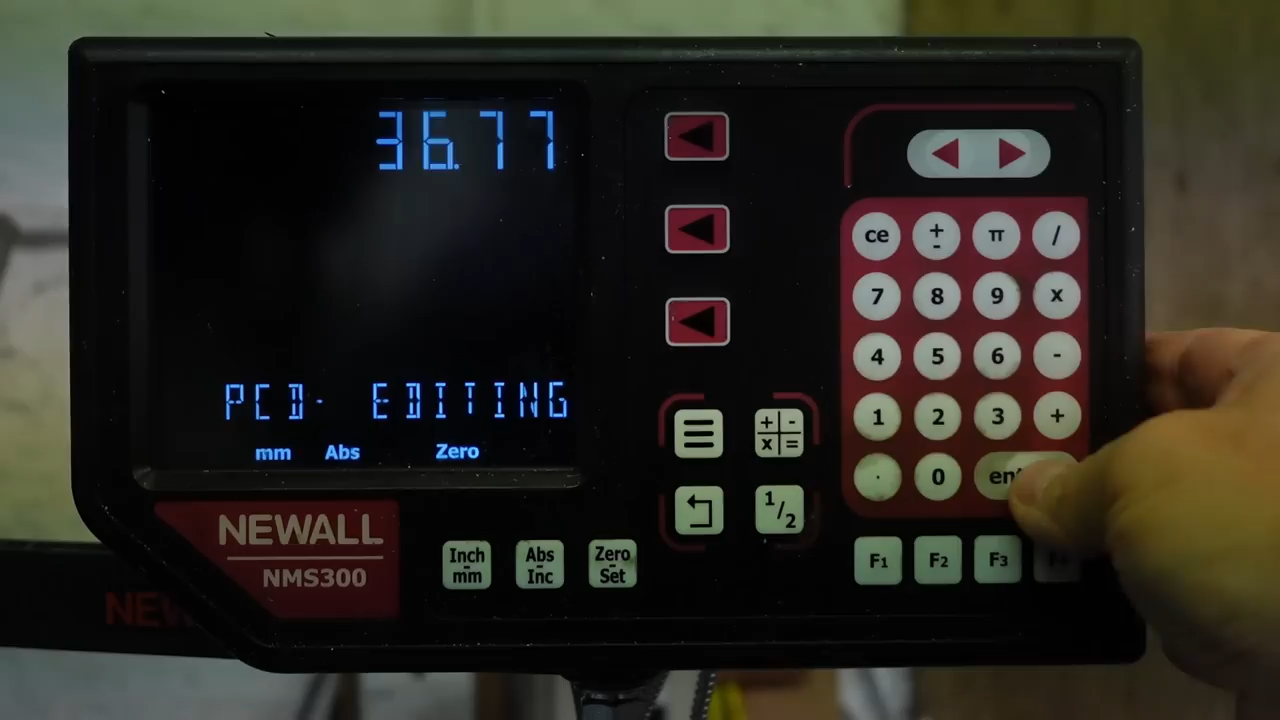 36.77
PCD. EDITING
mm Abs Zero
NEWALL
NMS300
Inch - mm
Abs - Inc
Zero - Set
+ - x =
1/2
ce + - π /
7 8 9 x
4 5 6 -
1 2 3 +
. 0
F1 F2 F3